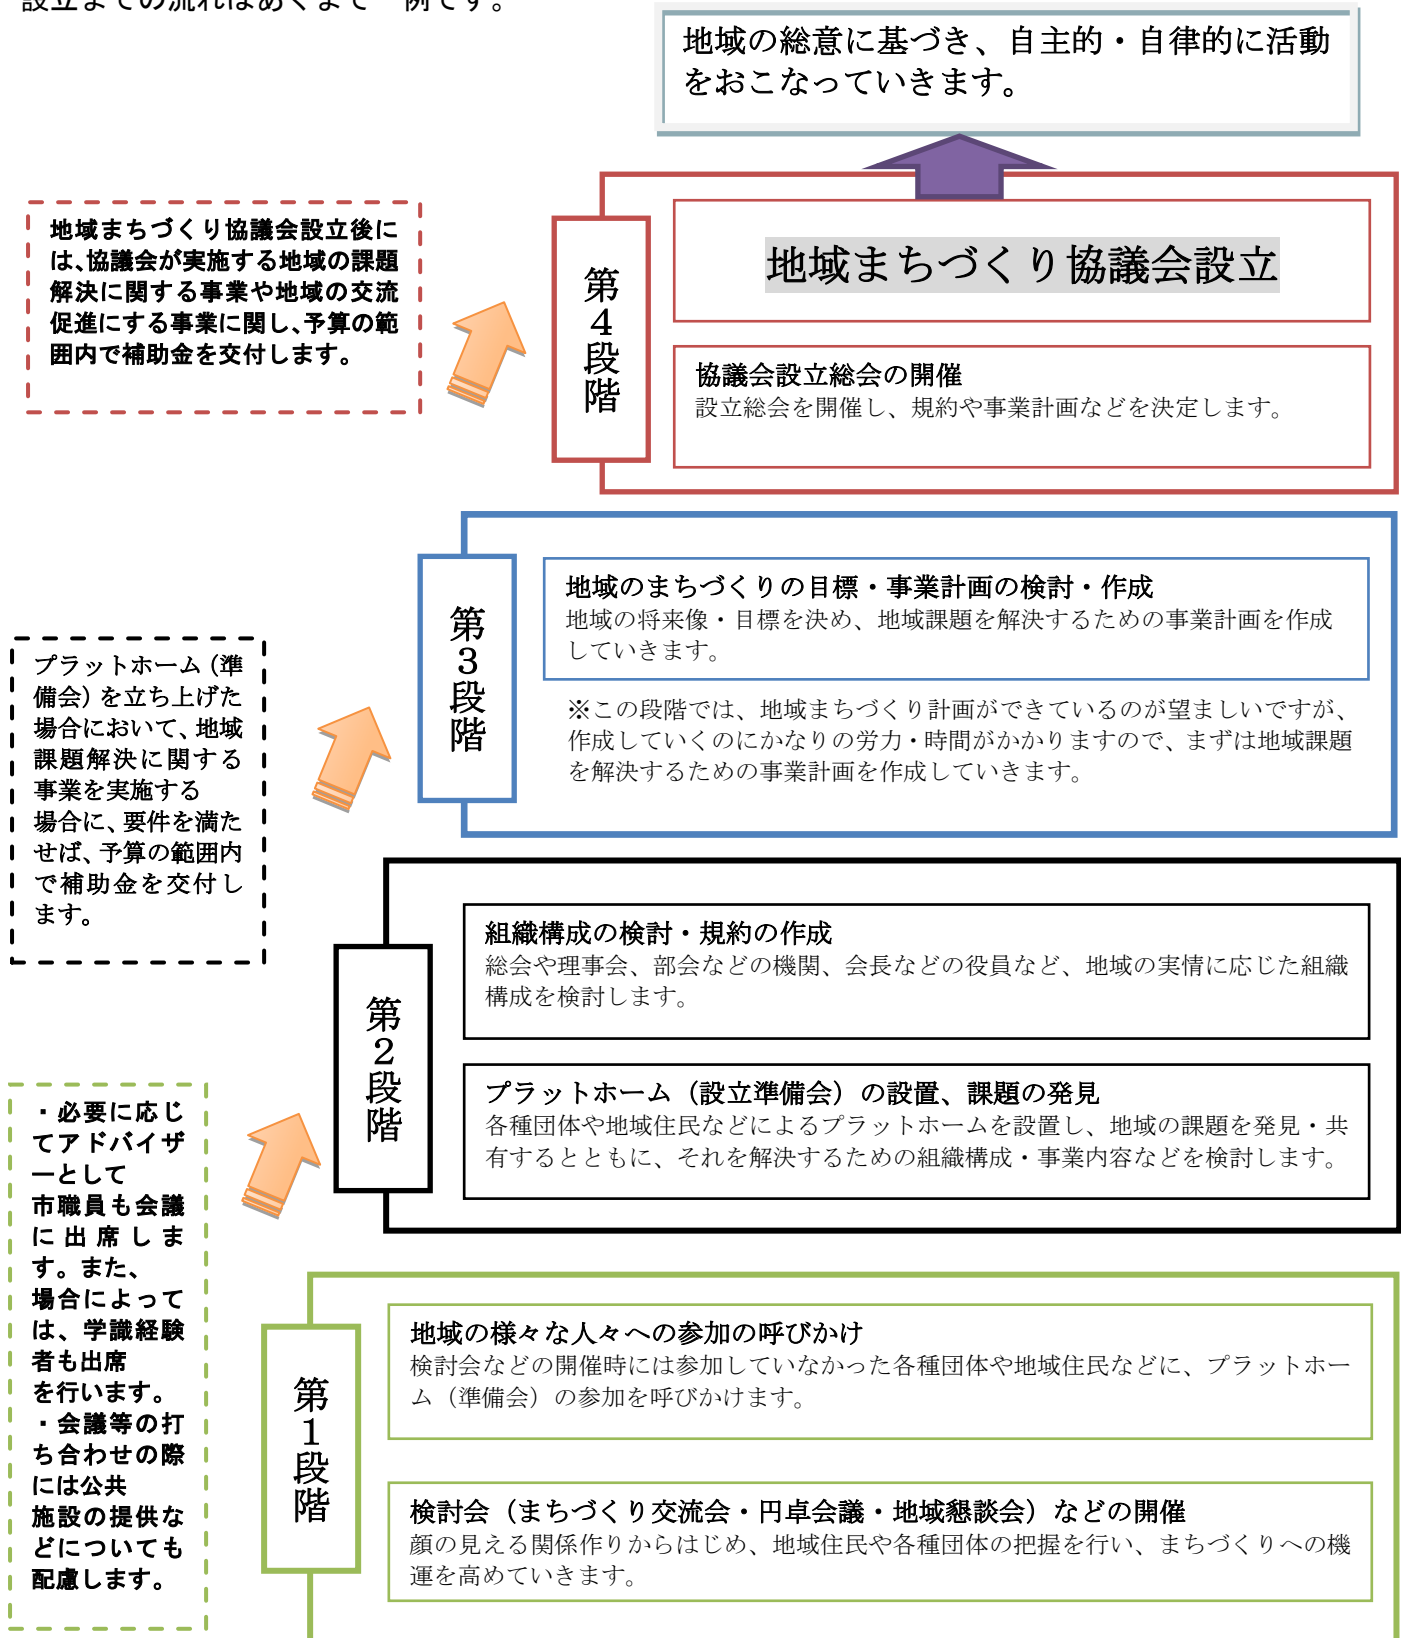 設立までの流れはあくまで一例です。
地域の総意に基づき、自主的・自律的に活動
をおこなっていきます。
地域まちづくり協議会設立後に
は、協議会が実施する地域の課題
解決に関する事業や地域の交流
促進にする事業に関し、予算の範
囲内で補助金を交付します。
第4段階
地域まちづくり協議会設立
協議会設立総会の開催
設立総会を開催し、規約や事業計画などを決定します。
第3段階
地域のまちづくりの目標・事業計画の検討・作成
地域の将来像・目標を決め、地域課題を解決するための事業計画を作成
していきます。
※この段階では、地域まちづくり計画ができているのが望ましいですが、
作成していくのにかなりの労力・時間がかかりますので、まずは地域課題
を解決するための事業計画を作成していきます。
プラットホーム（準
備会）を立ち上げた
場合において、地域
課題解決に関する
事業を実施する
場合に、要件を満た
せば、予算の範囲内
で補助金を交付し
ます。
第2段階
組織構成の検討・規約の作成
総会や理事会、部会などの機関、会長などの役員など、地域の実情に応じた組織
構成を検討します。
プラットホーム（設立準備会）の設置、課題の発見
各種団体や地域住民などによるプラットホームを設置し、地域の課題を発見・共
有するとともに、それを解決するための組織構成・事業内容などを検討します。
・必要に応じ
てアドバイザ
ーとして
市職員も会議
に出席しま
す。また、
場合によって
は、学識経験
者も出席
を行います。
・会議等の打
ち合わせの際
には公共
施設の提供な
どについても
配慮します。
第1段階
地域の様々な人々への参加の呼びかけ
検討会などの開催時には参加していなかった各種団体や地域住民などに、プラットホー
ム（準備会）の参加を呼びかけます。
検討会（まちづくり交流会・円卓会議・地域懇談会）などの開催
顔の見える関係作りからはじめ、地域住民や各種団体の把握を行い、まちづくりへの機
運を高めていきます。